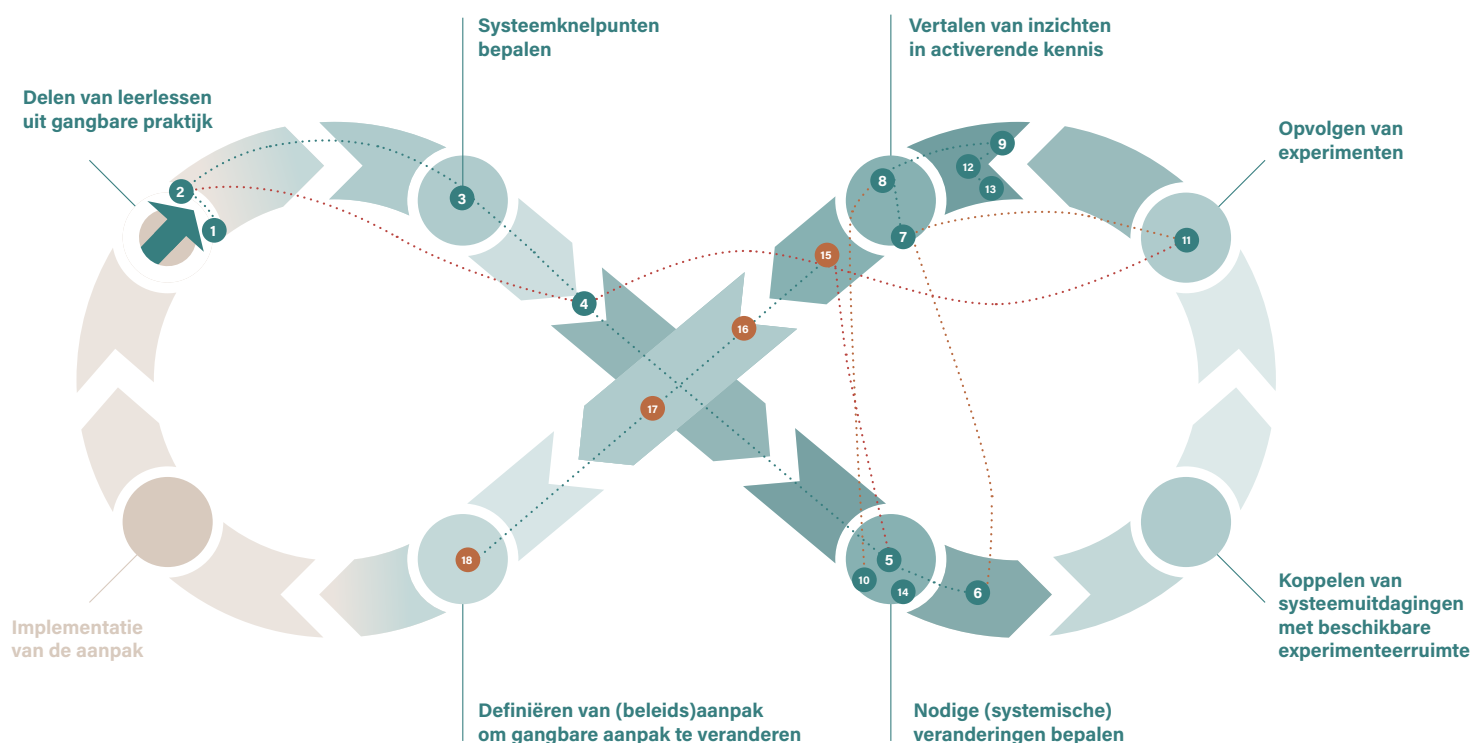 Systeemknelpunten
bepalen
Vertalen van inzichten
in activerende kennis
Delen van leerlessen
uit gangbare praktijk
Opvolgen van
experimenten
2
1
3
4
8
7
9
12
13
11
15
16
17
18
5
10
14
6
Implementatie
van de aanpak
Koppelen van
systeemuitdagingen
met beschikbare
experimenteerruimte
Definiëren van (beleids)aanpak
om gangbare aanpak te veranderen
Nodige (systemische)
veranderingen bepalen